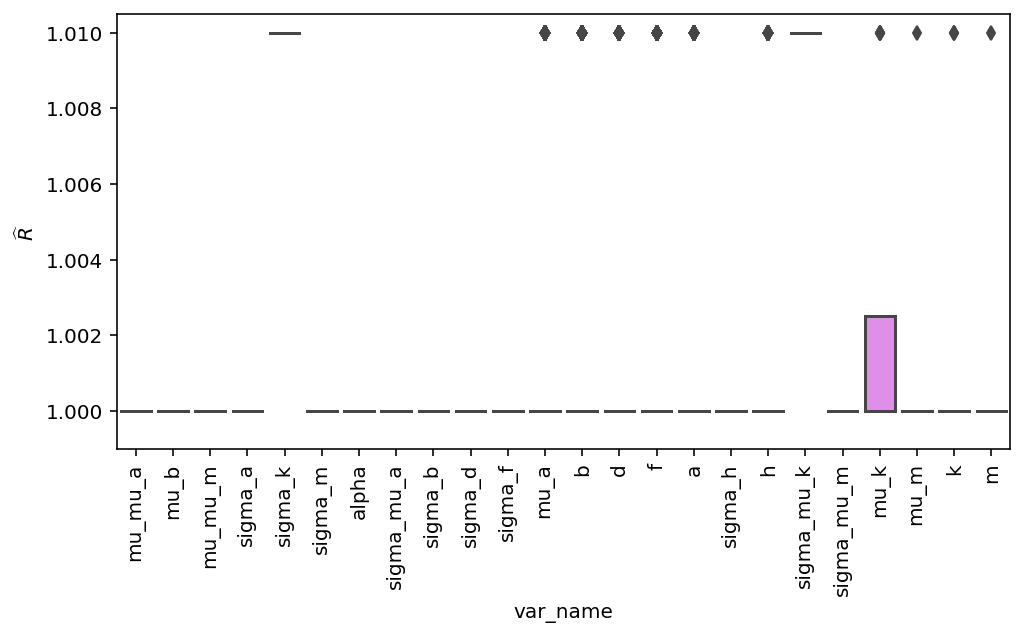 1.010
1.008
1.006
1.004
1.002
1.000
R̂
mu_mu_a
mu_b
mu_mu_m
sigma_a
sigma_k
sigma_m
alpha
sigma_mu_a
sigma_b
sigma_d
sigma_f
mu_a
b
d
f
a
sigma_h
h
sigma_mu_k
sigma_mu_m
mu_k
mu_m
k
m
var_name